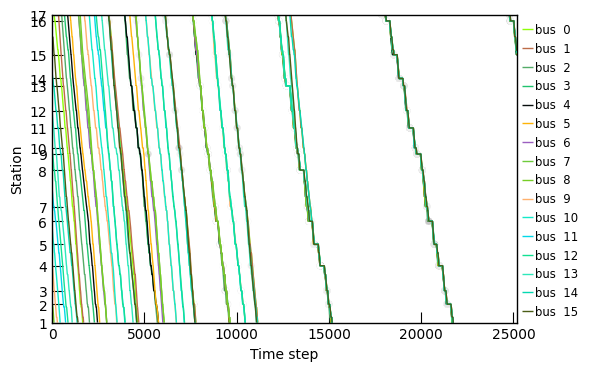 17
16
15
14
13
12
11
10
9
8
7
6
5
4
3
2
1
Station
0 5000 10000 15000 20000 25000
Time step
bus 0
bus 1
bus 2
bus 3
bus 4
bus 5
bus 6
bus 7
bus 8
bus 9
bus 10
bus 11
bus 12
bus 13
bus 14
bus 15